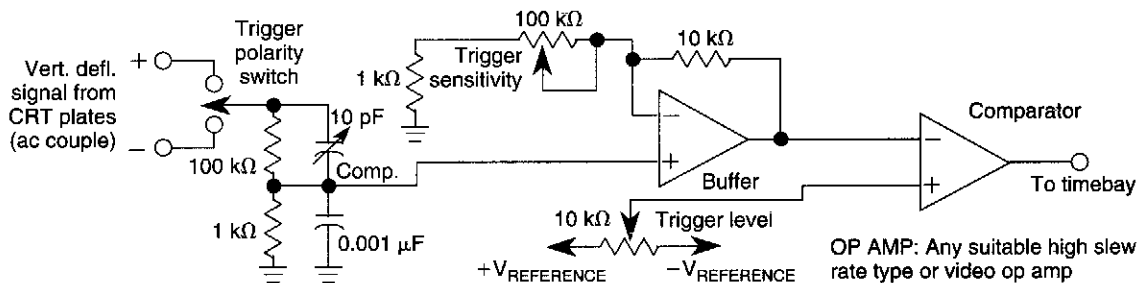 Vert. defl.
signal from
CRT plates
(ac couple)
+
−
Trigger
polarity
switch
100 kΩ
10 pF
Comp.
1 kΩ
0.001 μF
1 kΩ
100 kΩ
Trigger
sensitivity
10 kΩ
−
+
Buffer
10 kΩ
Trigger level
+VREFERENCE
−VREFERENCE
Comparator
−
+
To timebay
OP AMP: Any suitable high slew
rate type or video op amp